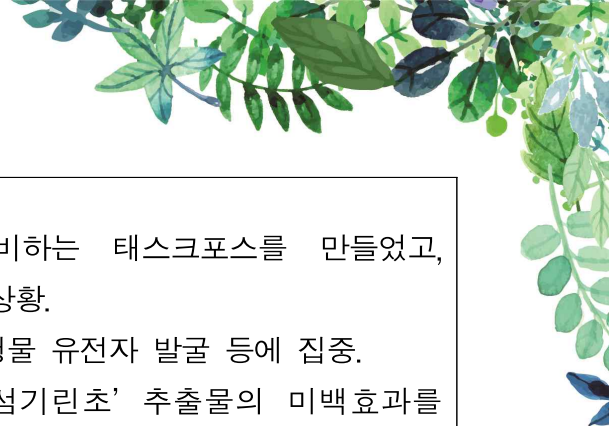 비하는 태스크포스를 만들었고,
상황.
물 유전자 발굴 등에 집중.
섬기린초’ 추출물의 미백효과를